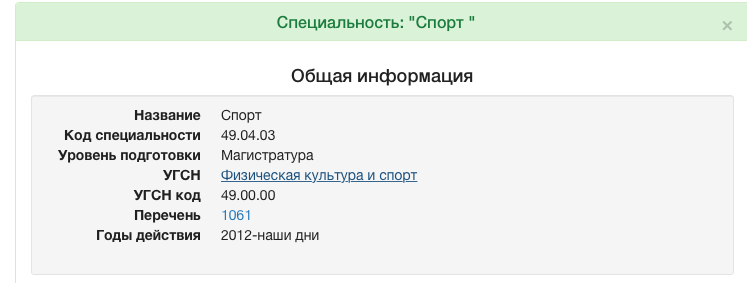 Специальность: "Спорт "
×
Общая информация
Название Спорт
Код специальности 49.04.03
Уровень подготовки Магистратура
УГСН Физическая культура и спорт
УГСН код 49.00.00
Перечень 1061
Годы действия 2012-наши дни